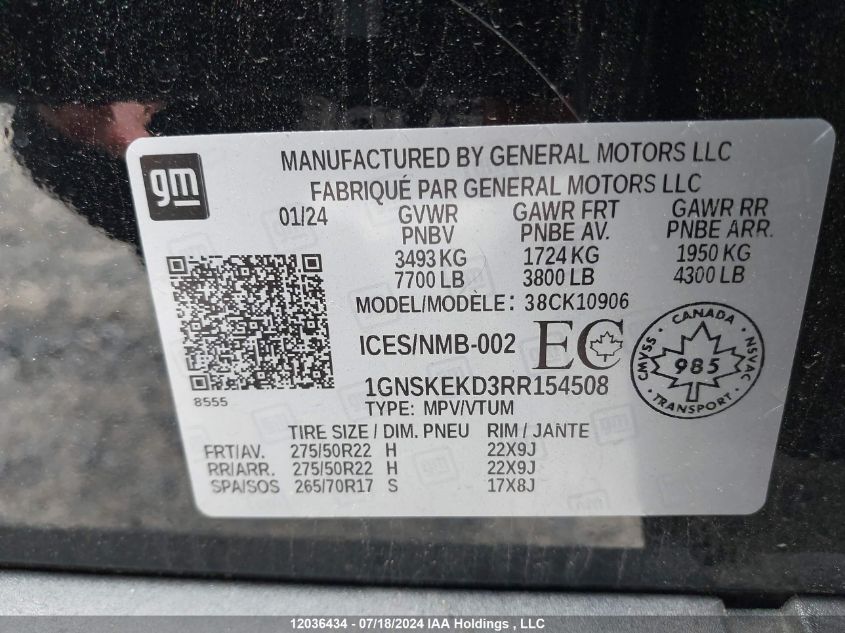 gm
MANUFACTURED BY GENERAL MOTORS LLC
FABRIQUÉ PAR GENERAL MOTORS LLC
01/24 GVWR GAWR FRT GAWR RR
PNBV PNBE AV. PNBE ARR.
3493 KG 1724 KG 1950 KG
7700 LB 3800 LB 4300 LB
MODEL/MODÈLE: 38CK10906
ICES/NMB-002 EC
CANADA
CMVSS 985 NSVAC
TRANSPORT
1GNSKEKD3RR154508
8555
TYPE: MPV/VTUM
TIRE SIZE / DIM. PNEU RIM / JANTE
FRT/AV. 275/50R22 H 22X9J
RR/ARR. 275/50R22 H 22X9J
SPA/SOS 265/70R17 S 17X8J
12036434 - 07/18/2024 IAA Holdings , LLC